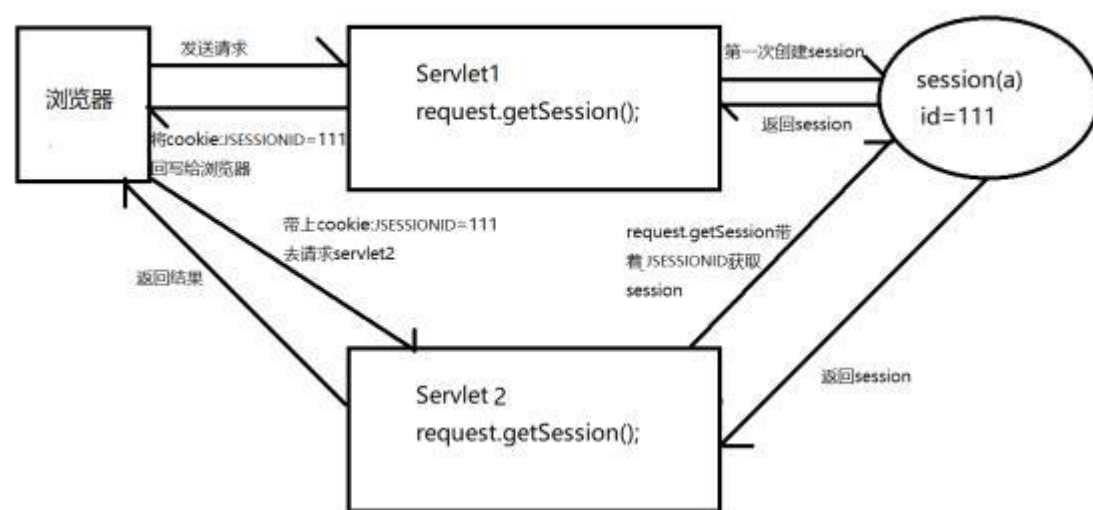 发送请求
第一次创建session
Servlet1
浏览器
request.getSession();
session(a)
id=111
返回session
将cookie:JSESSIONID=111
回写给浏览器
带上cookie:JSESSIONID=111
去请求servlet2
request.getSession带
着 JSESSIONID获取
session
返回结果
返回session
Servlet 2
request.getSession();